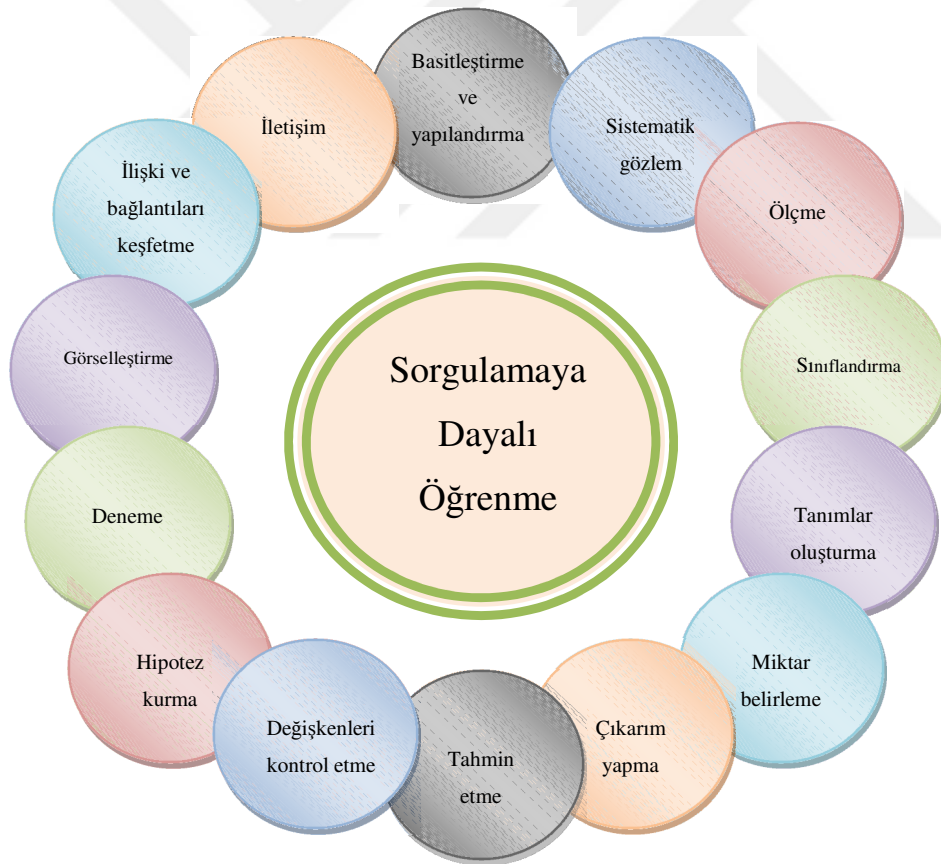 Basitleştirme
ve
yapılandırma
Sistematik
gözlem
Ölçme
Sınıflandırma
Tanımlar
oluşturma
Miktar
belirleme
Çıkarım
yapma
Tahmin
etme
Değişkenleri
kontrol etme
Hipotez
kurma
Deneme
Görselleştirme
İlişki ve
bağlantıları
keşfetme
İletişim
Sorgulamaya
Dayalı
Öğrenme